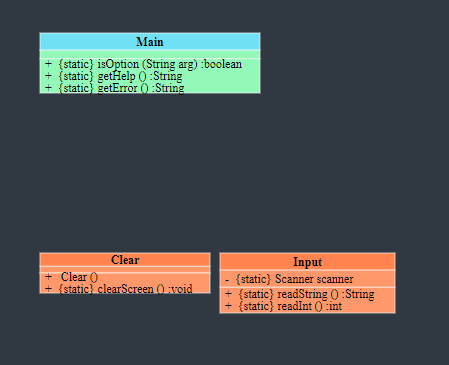 Main
+ {static} isOption (String arg) :boolean
+ {static} getHelp () :String
+ {static} getError () :String
Clear
+ Clear ()
+ {static} clearScreen () :void
Input
- {static} Scanner scanner
+ {static} readString () :String
+ {static} readInt () :int